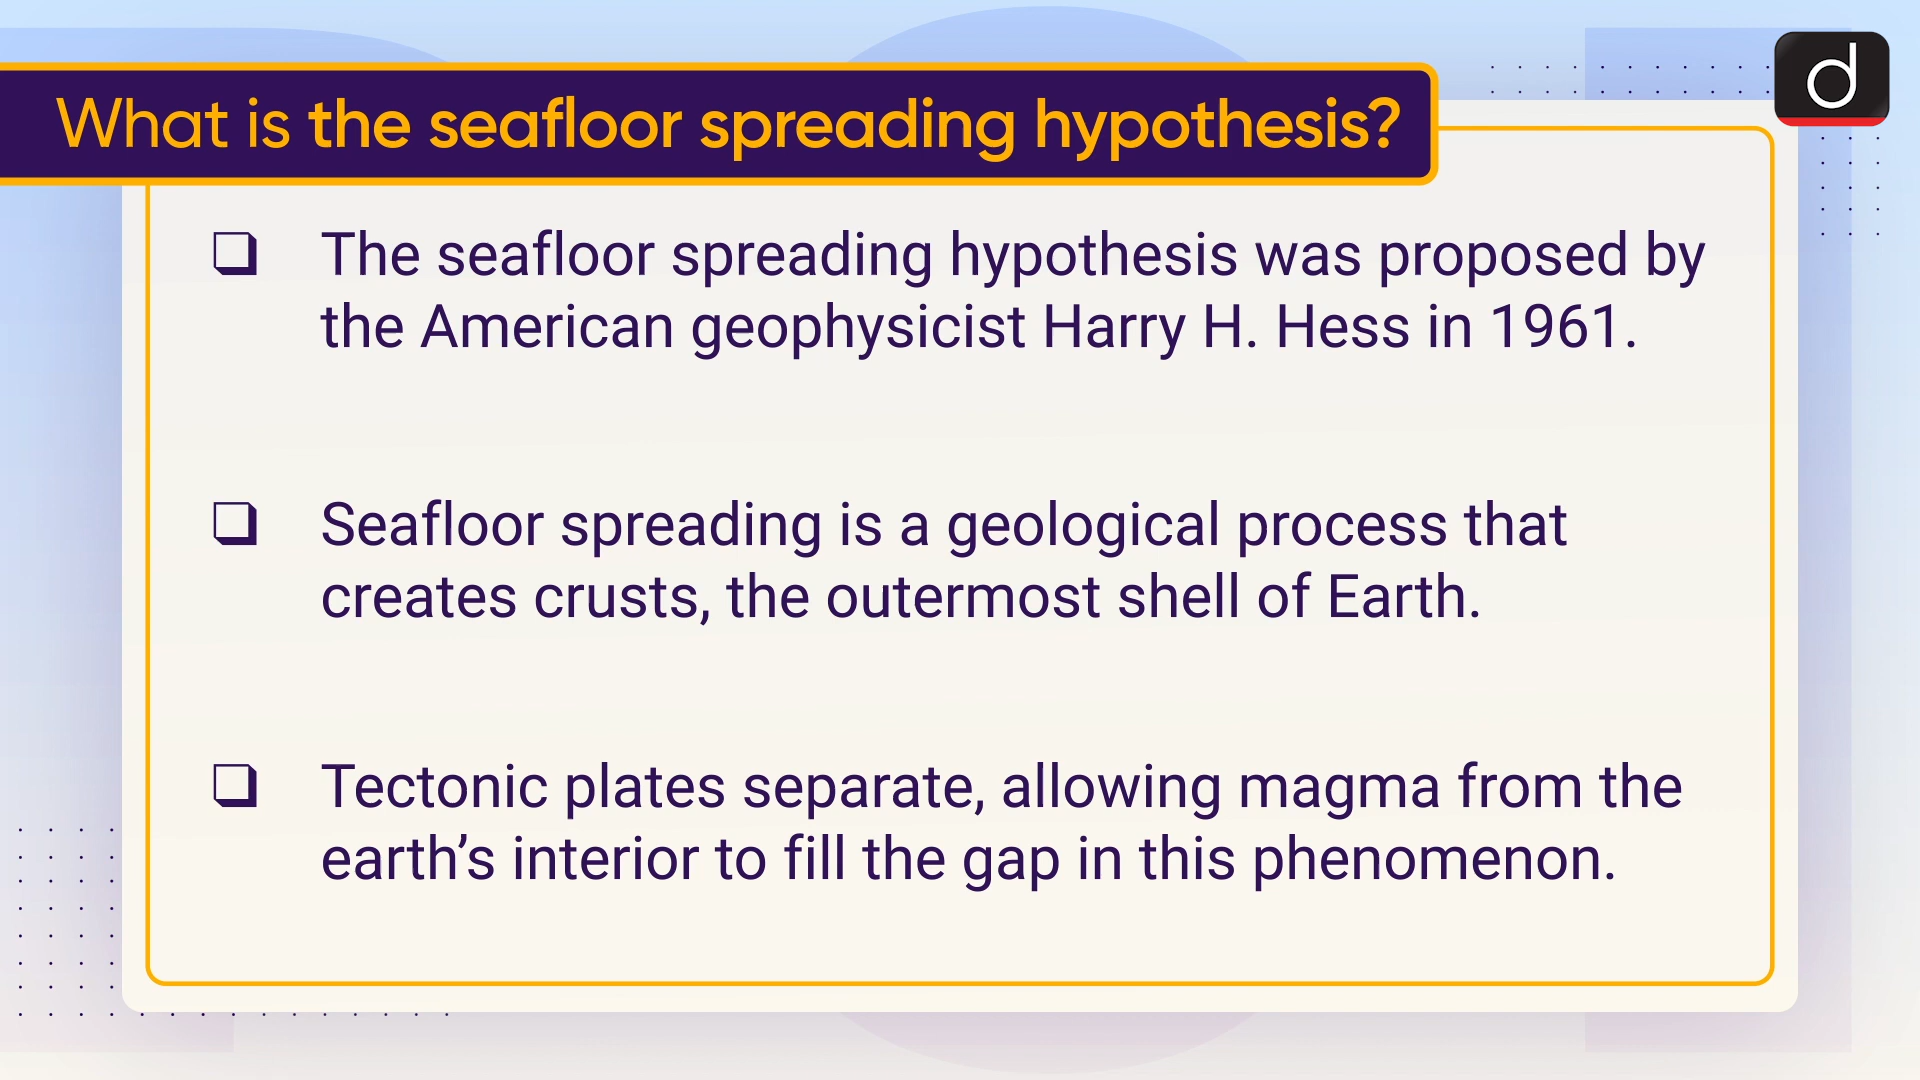 What is the seafloor spreading hypothesis?
d
❑ The seafloor spreading hypothesis was proposed by
the American geophysicist Harry H. Hess in 1961.
❑ Seafloor spreading is a geological process that
creates crusts, the outermost shell of Earth.
❑ Tectonic plates separate, allowing magma from the
earth’s interior to fill the gap in this phenomenon.